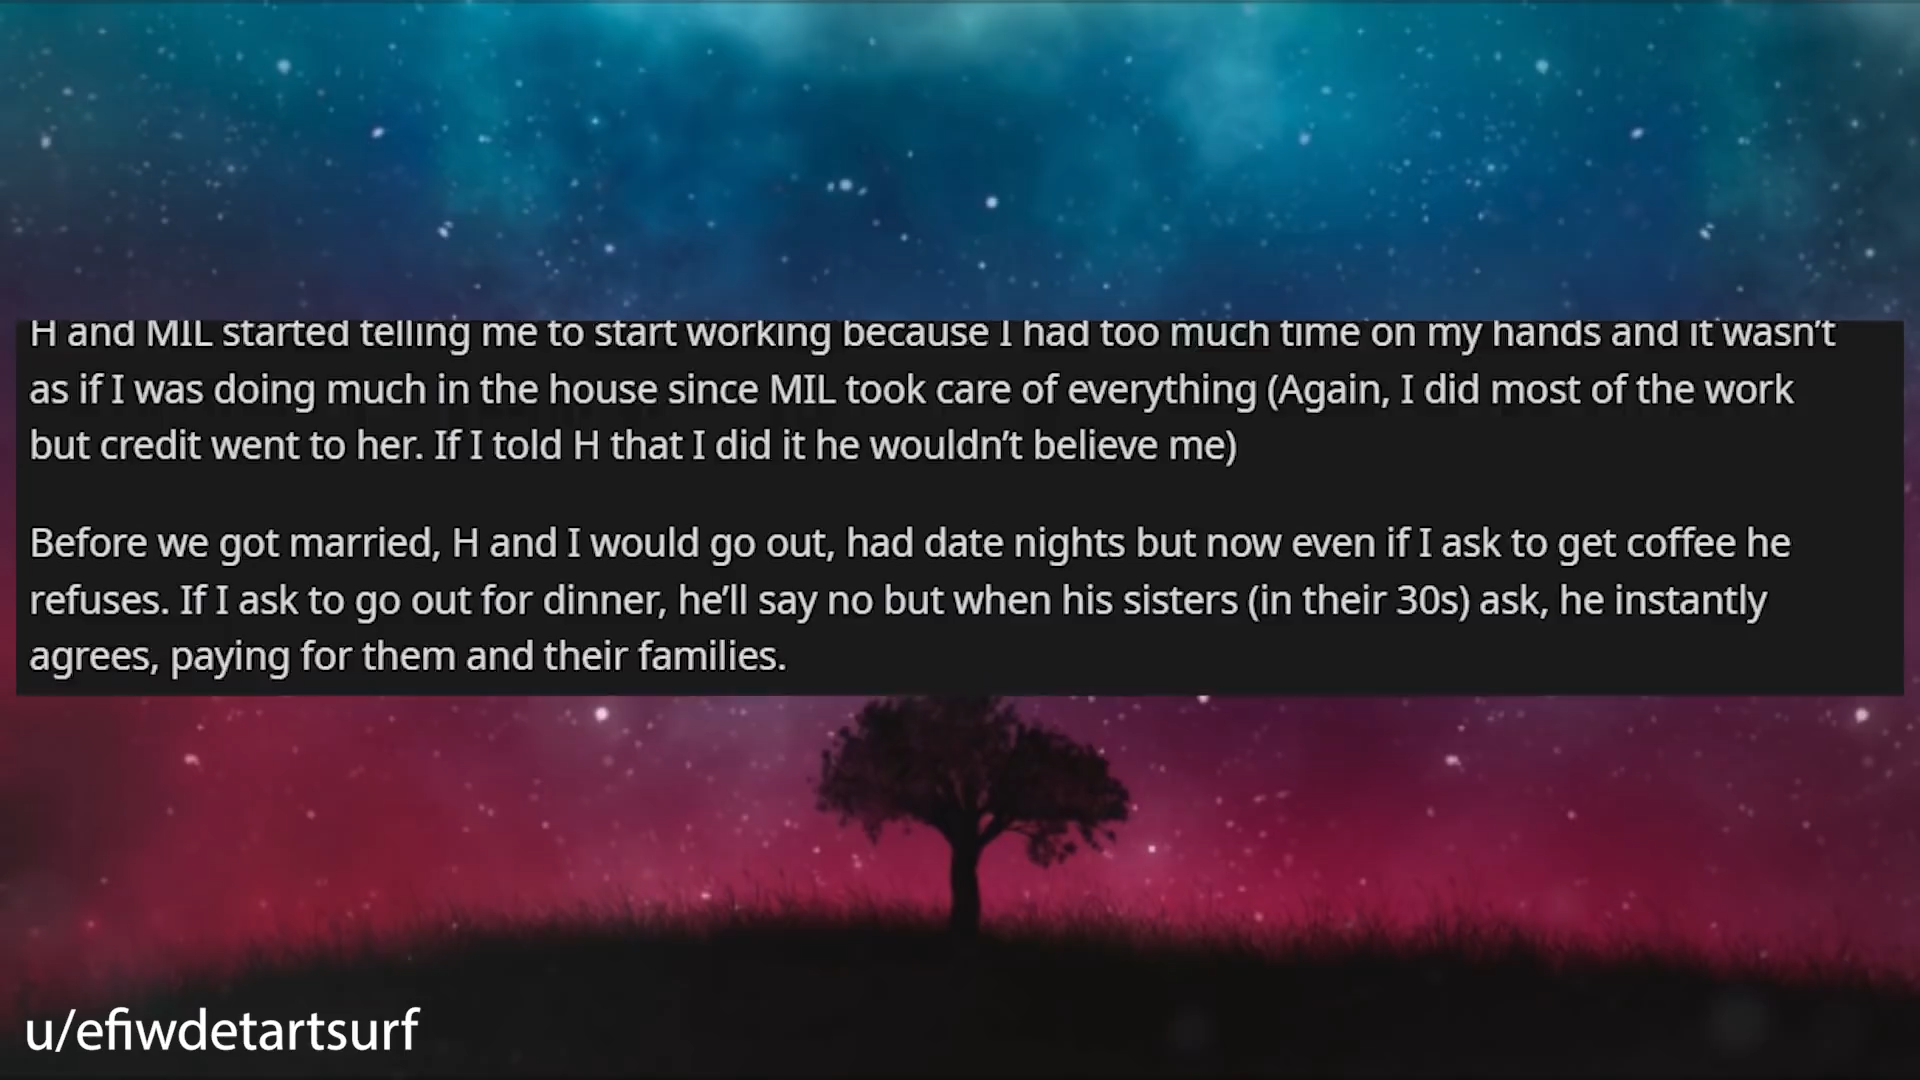 H and MIL started telling me to start working because I had too much time on my hands and it wasn't
as if I was doing much in the house since MIL took care of everything (Again, I did most of the work
but credit went to her. If I told H that I did it he wouldn't believe me)
Before we got married, H and I would go out, had date nights but now even if I ask to get coffee he
refuses. If I ask to go out for dinner, he'll say no but when his sisters (in their 30s) ask, he instantly
agrees, paying for them and their families.
u/efiwdetartsurf